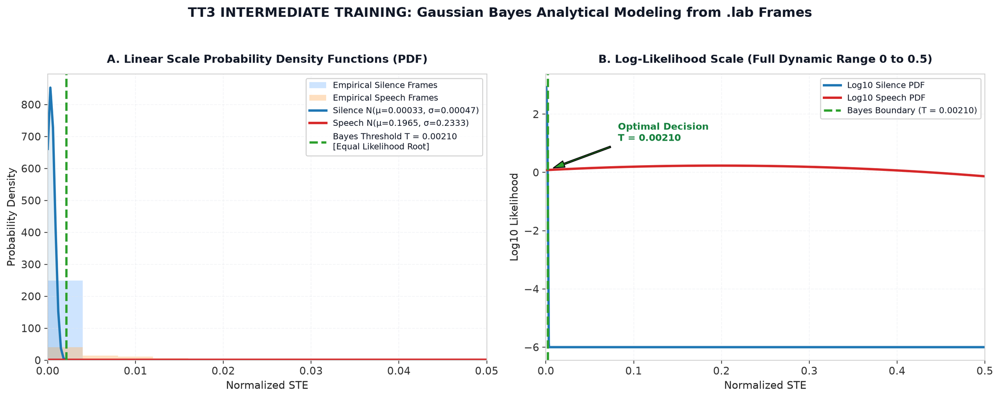 TT3 INTERMEDIATE TRAINING: Gaussian Bayes Analytical Modeling from .lab Frames
A. Linear Scale Probability Density Functions (PDF)
Probability Density
800
700
600
500
400
300
200
100
0
Empirical Silence Frames
Empirical Speech Frames
Silence N(μ=0.00033, σ=0.00047)
Speech N(μ=0.1965, σ=0.2333)
Bayes Threshold T = 0.00210
[Equal Likelihood Root]
0.00 0.01 0.02 0.03 0.04 0.05
Normalized STE
B. Log-Likelihood Scale (Full Dynamic Range 0 to 0.5)
Log10 Likelihood
2
0
−2
−4
−6
Log10 Silence PDF
Log10 Speech PDF
Bayes Boundary (T = 0.00210)
Optimal Decision
T = 0.00210
0.0 0.1 0.2 0.3 0.4 0.5
Normalized STE